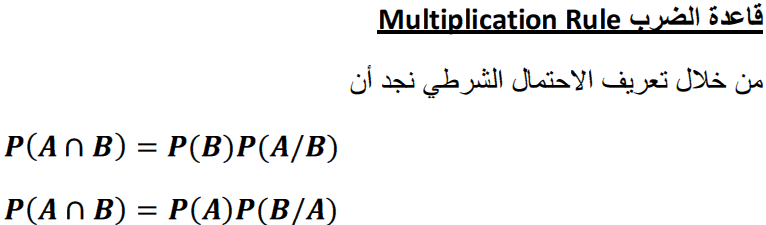 قاعدة الضرب Multiplication Rule
من خلال تعريف الاحتمال الشرطي نجد أن
P(A ∩ B) = P(B)P(A/B)
P(A ∩ B) = P(A)P(B/A)